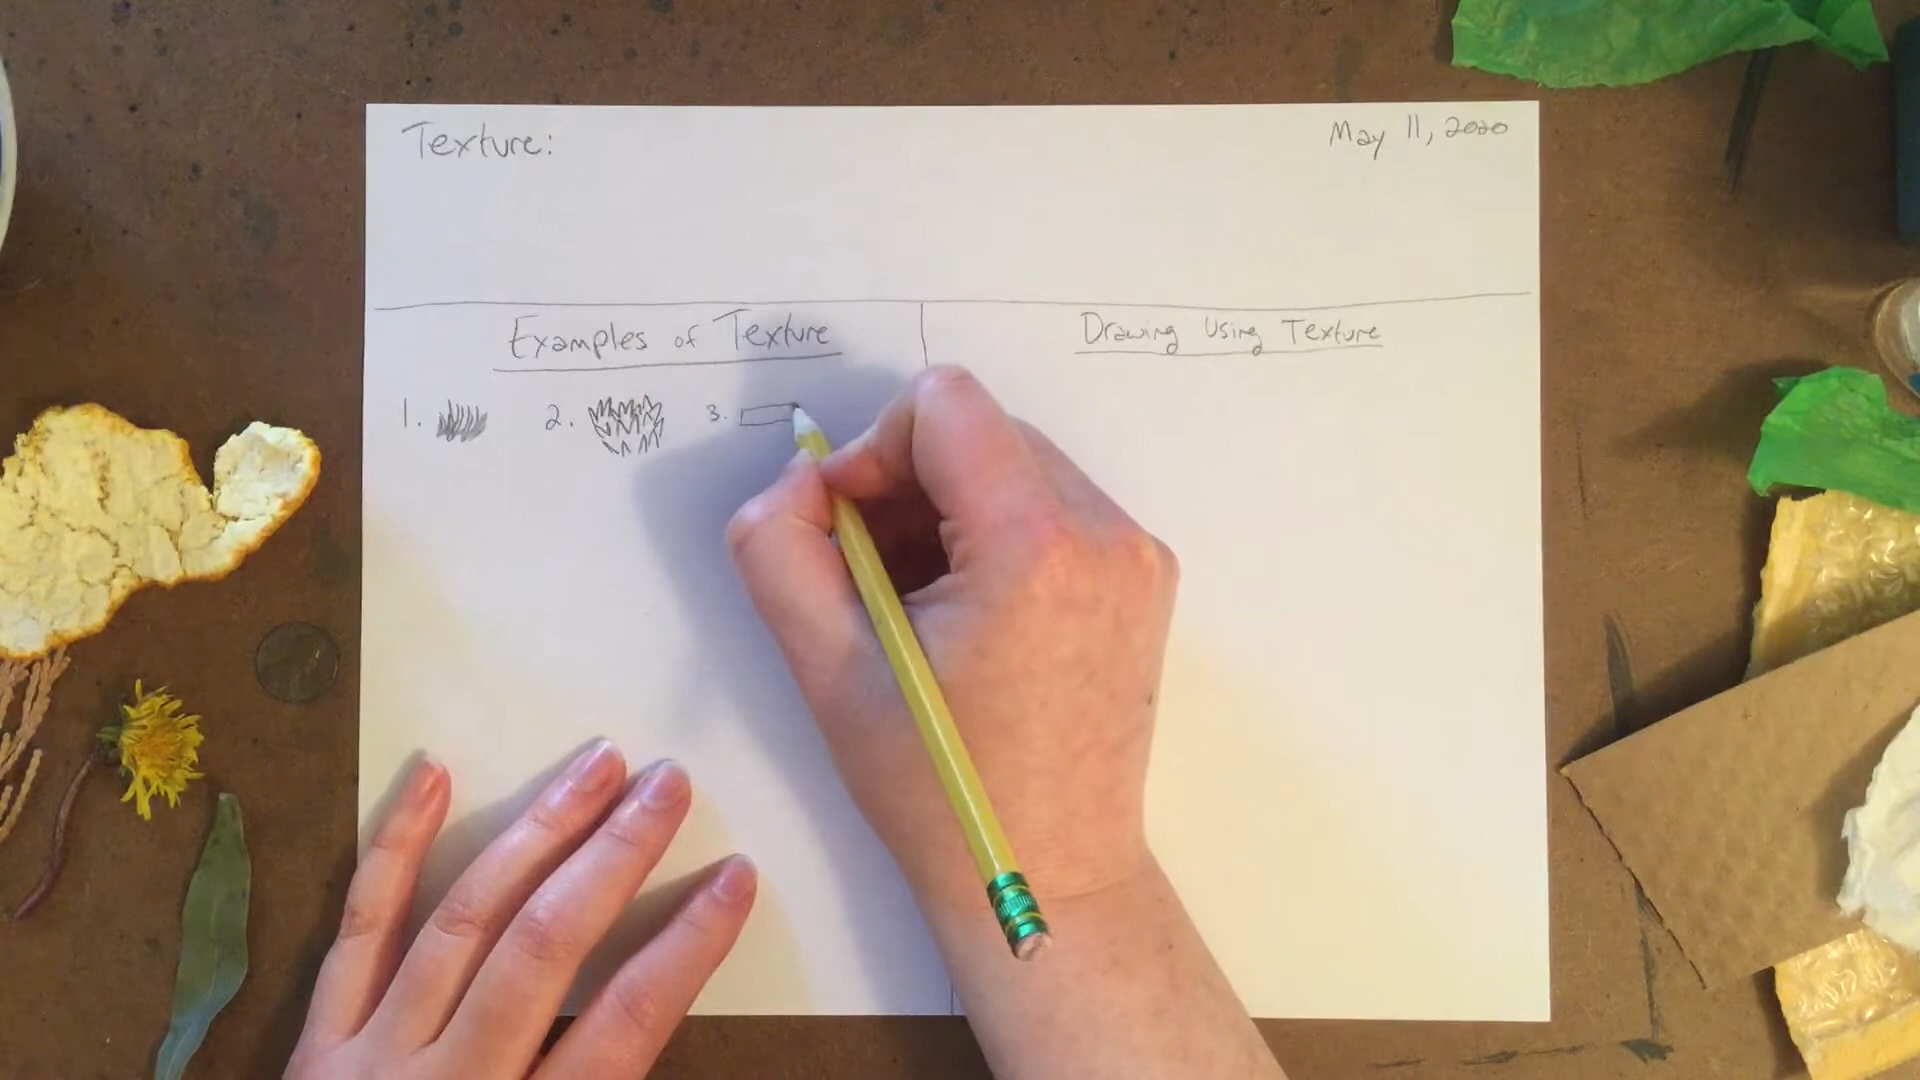 Texture:
May 11, 2020
Examples of Texture
Drawing Using Texture
1.
2.
3.